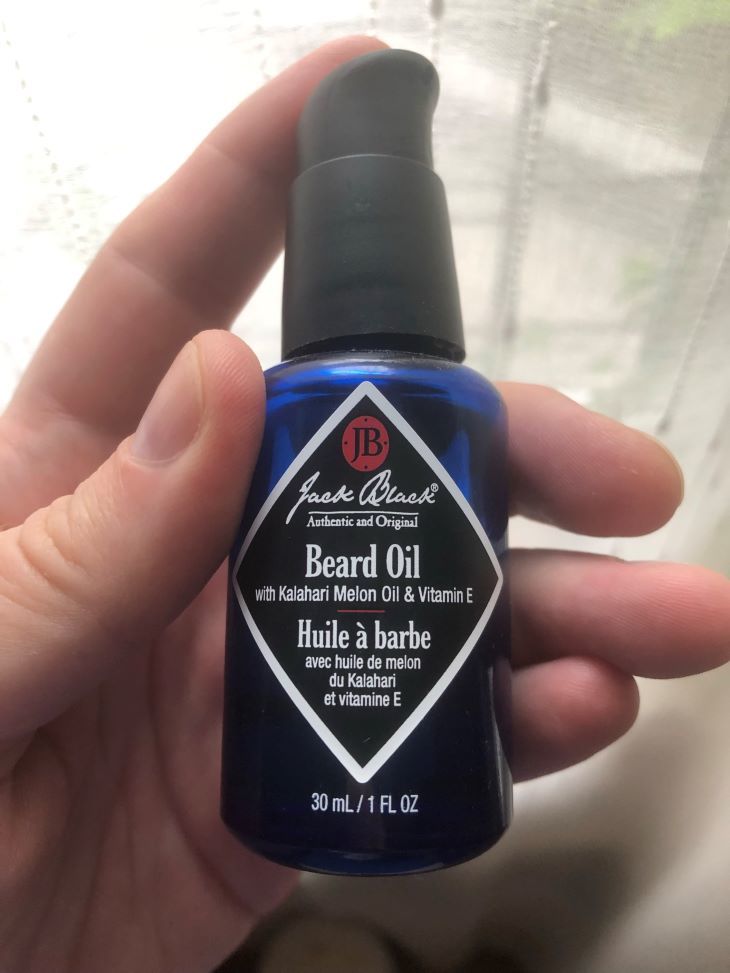 JB
Jack Black®
Authentic and Original
Beard Oil
with Kalahari Melon Oil & Vitamin E
Huile à barbe
avec huile de melon
du Kalahari
et vitamine E
30 mL / 1 FL OZ